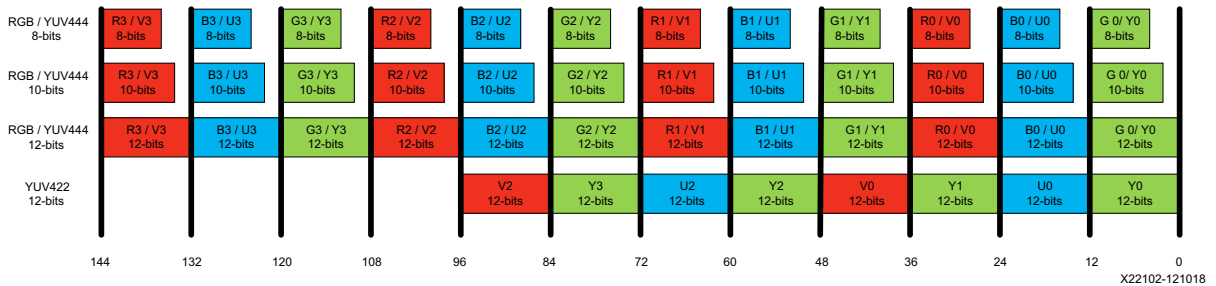 RGB / YUV444
8-bits
R3 / V3
8-bits
B3 / U3
8-bits
G3 / Y3
8-bits
R2 / V2
8-bits
B2 / U2
8-bits
G2 / Y2
8-bits
R1 / V1
8-bits
B1 / U1
8-bits
G1 / Y1
8-bits
R0 / V0
8-bits
B0 / U0
8-bits
G 0/ Y0
8-bits
RGB / YUV444
10-bits
R3 / V3
10-bits
B3 / U3
10-bits
G3 / Y3
10-bits
R2 / V2
10-bits
B2 / U2
10-bits
G2 / Y2
10-bits
R1 / V1
10-bits
B1 / U1
10-bits
G1 / Y1
10-bits
R0 / V0
10-bits
B0 / U0
10-bits
G 0/ Y0
10-bits
RGB / YUV444
12-bits
R3 / V3
12-bits
B3 / U3
12-bits
G3 / Y3
12-bits
R2 / V2
12-bits
B2 / U2
12-bits
G2 / Y2
12-bits
R1 / V1
12-bits
B1 / U1
12-bits
G1 / Y1
12-bits
R0 / V0
12-bits
B0 / U0
12-bits
G 0/ Y0
12-bits
YUV422
12-bits
V2
12-bits
Y3
12-bits
U2
12-bits
Y2
12-bits
V0
12-bits
Y1
12-bits
U0
12-bits
Y0
12-bits
144 132 120 108 96 84 72 60 48 36 24 12 0
X22102-121018